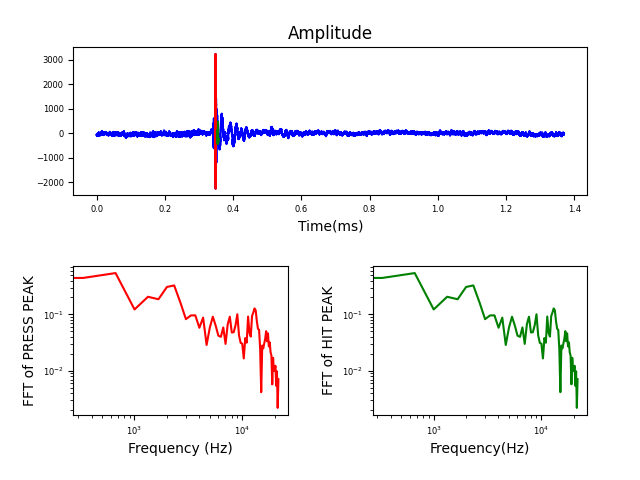 Amplitude
3000
2000
1000
0
−1000
−2000
0.0 0.2 0.4 0.6 0.8 1.0 1.2 1.4
Time(ms)
FFT of PRESS PEAK
10⁻¹
10⁻²
10³ 10⁴
Frequency (Hz)
FFT of HIT PEAK
10⁻¹
10⁻²
10³ 10⁴
Frequency(Hz)